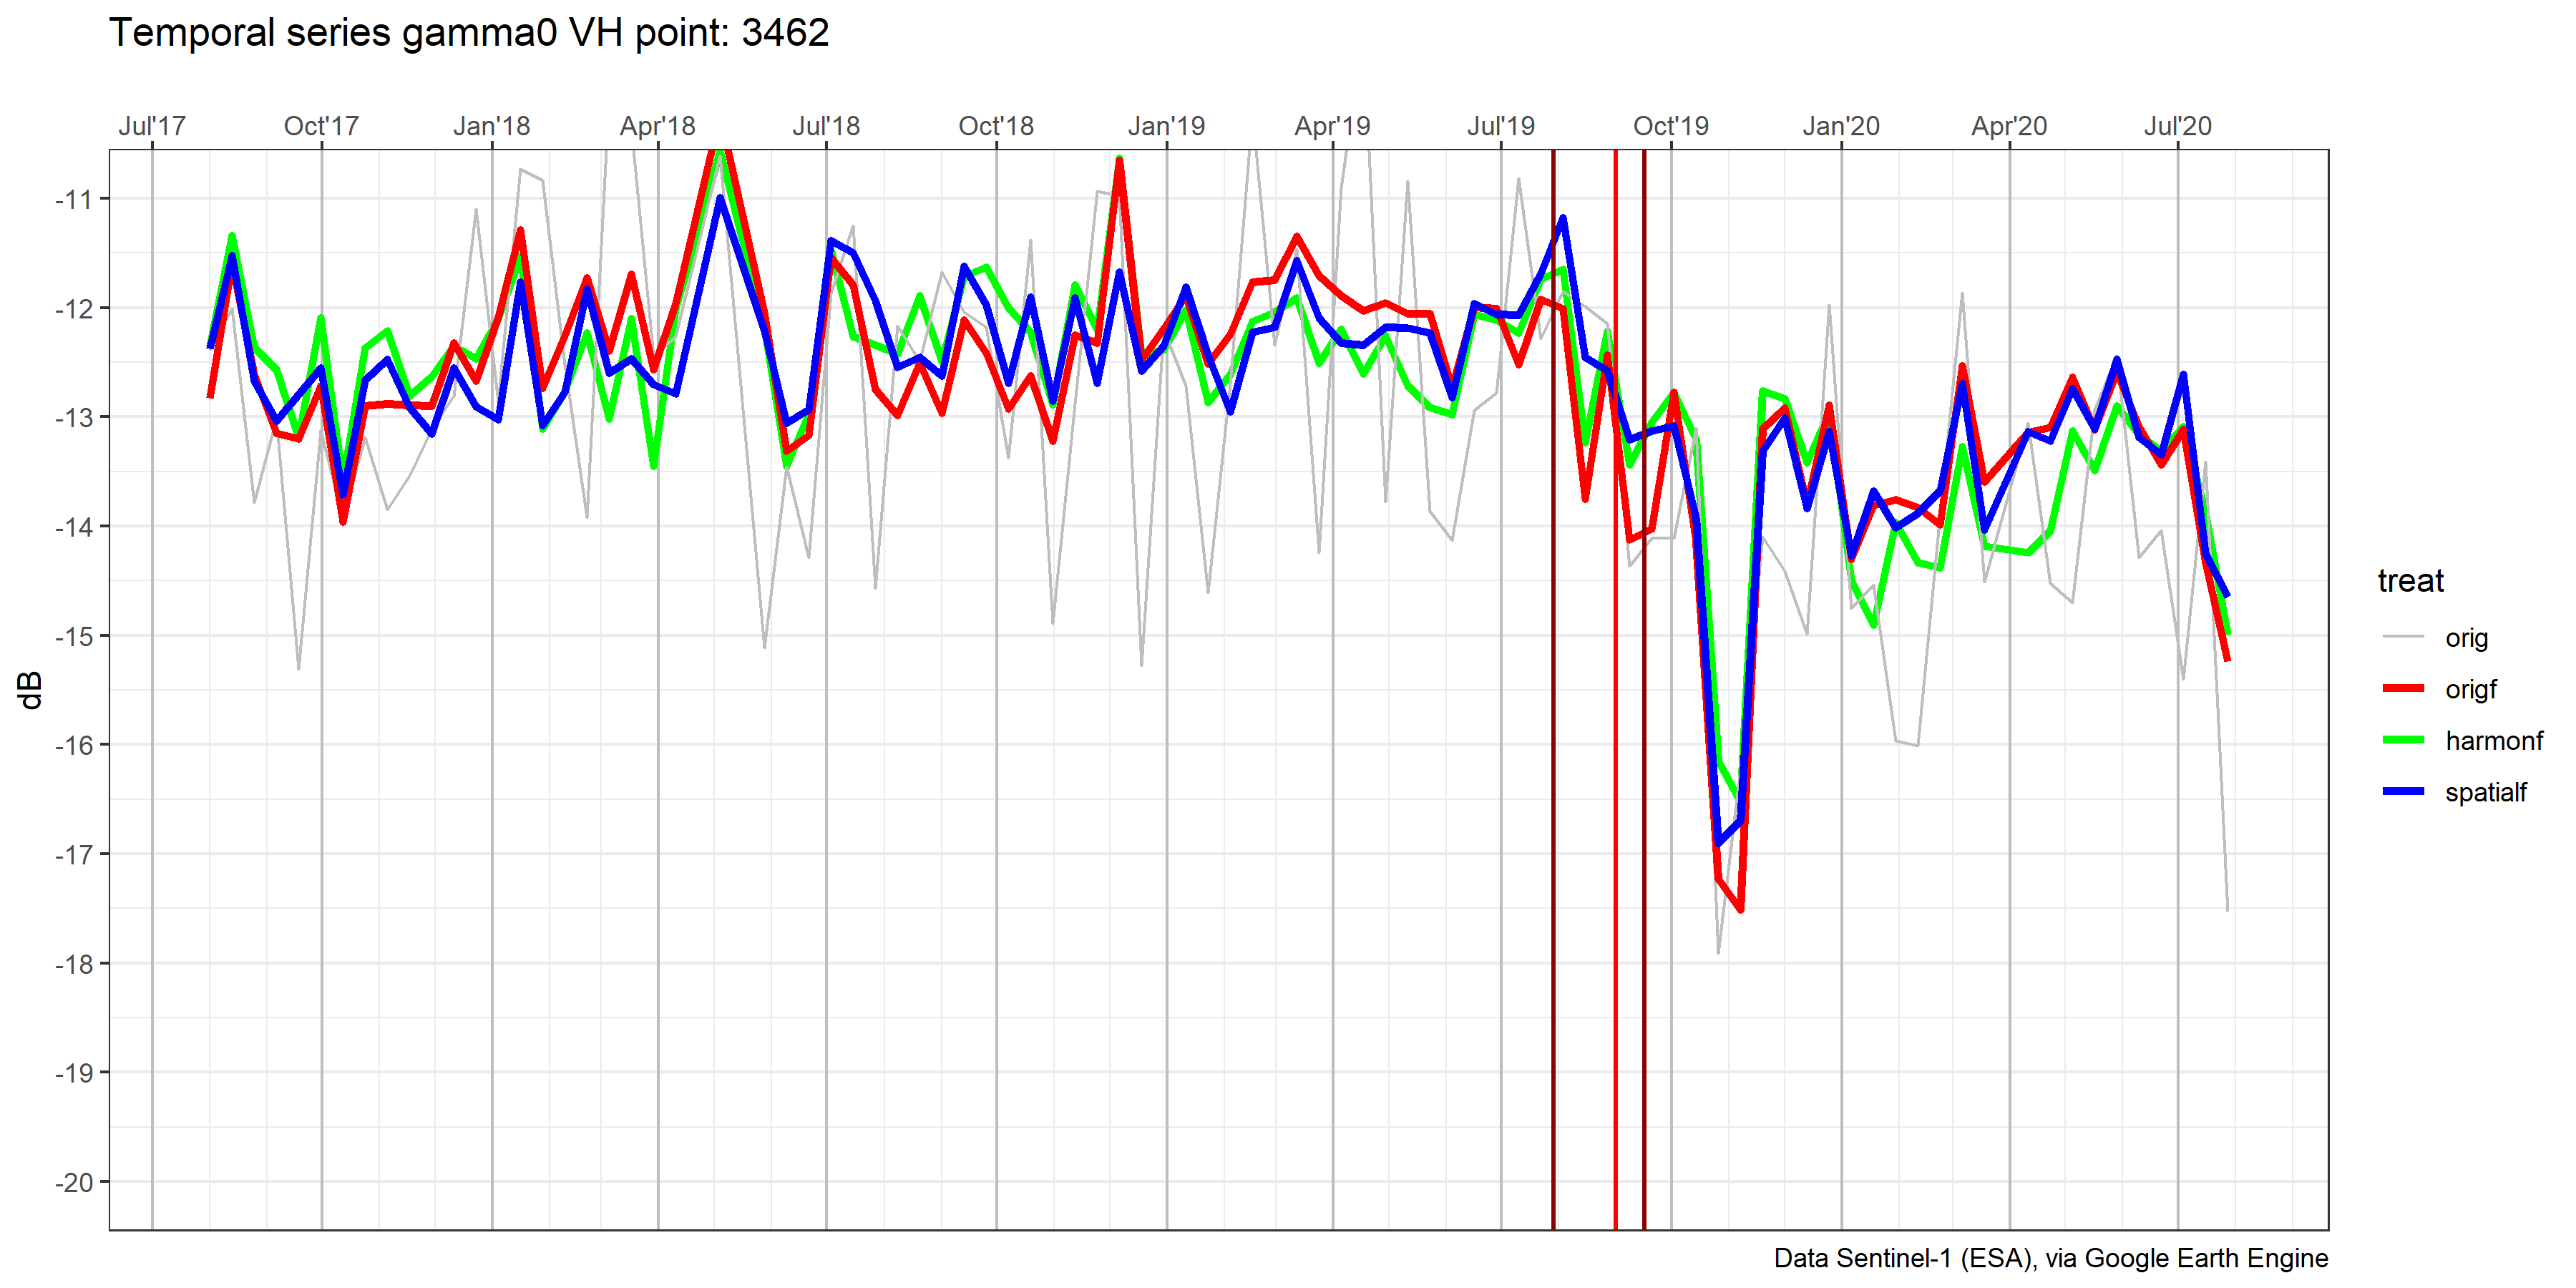 Temporal series gamma0 VH point: 3462
Jul'17 Oct'17 Jan'18 Apr'18 Jul'18 Oct'18 Jan'19 Apr'19 Jul'19 Oct'19 Jan'20 Apr'20 Jul'20
-11
-12
-13
-14
-15
-16
-17
-18
-19
-20
dB
treat
orig
origf
harmonf
spatialf
Data Sentinel-1 (ESA), via Google Earth Engine